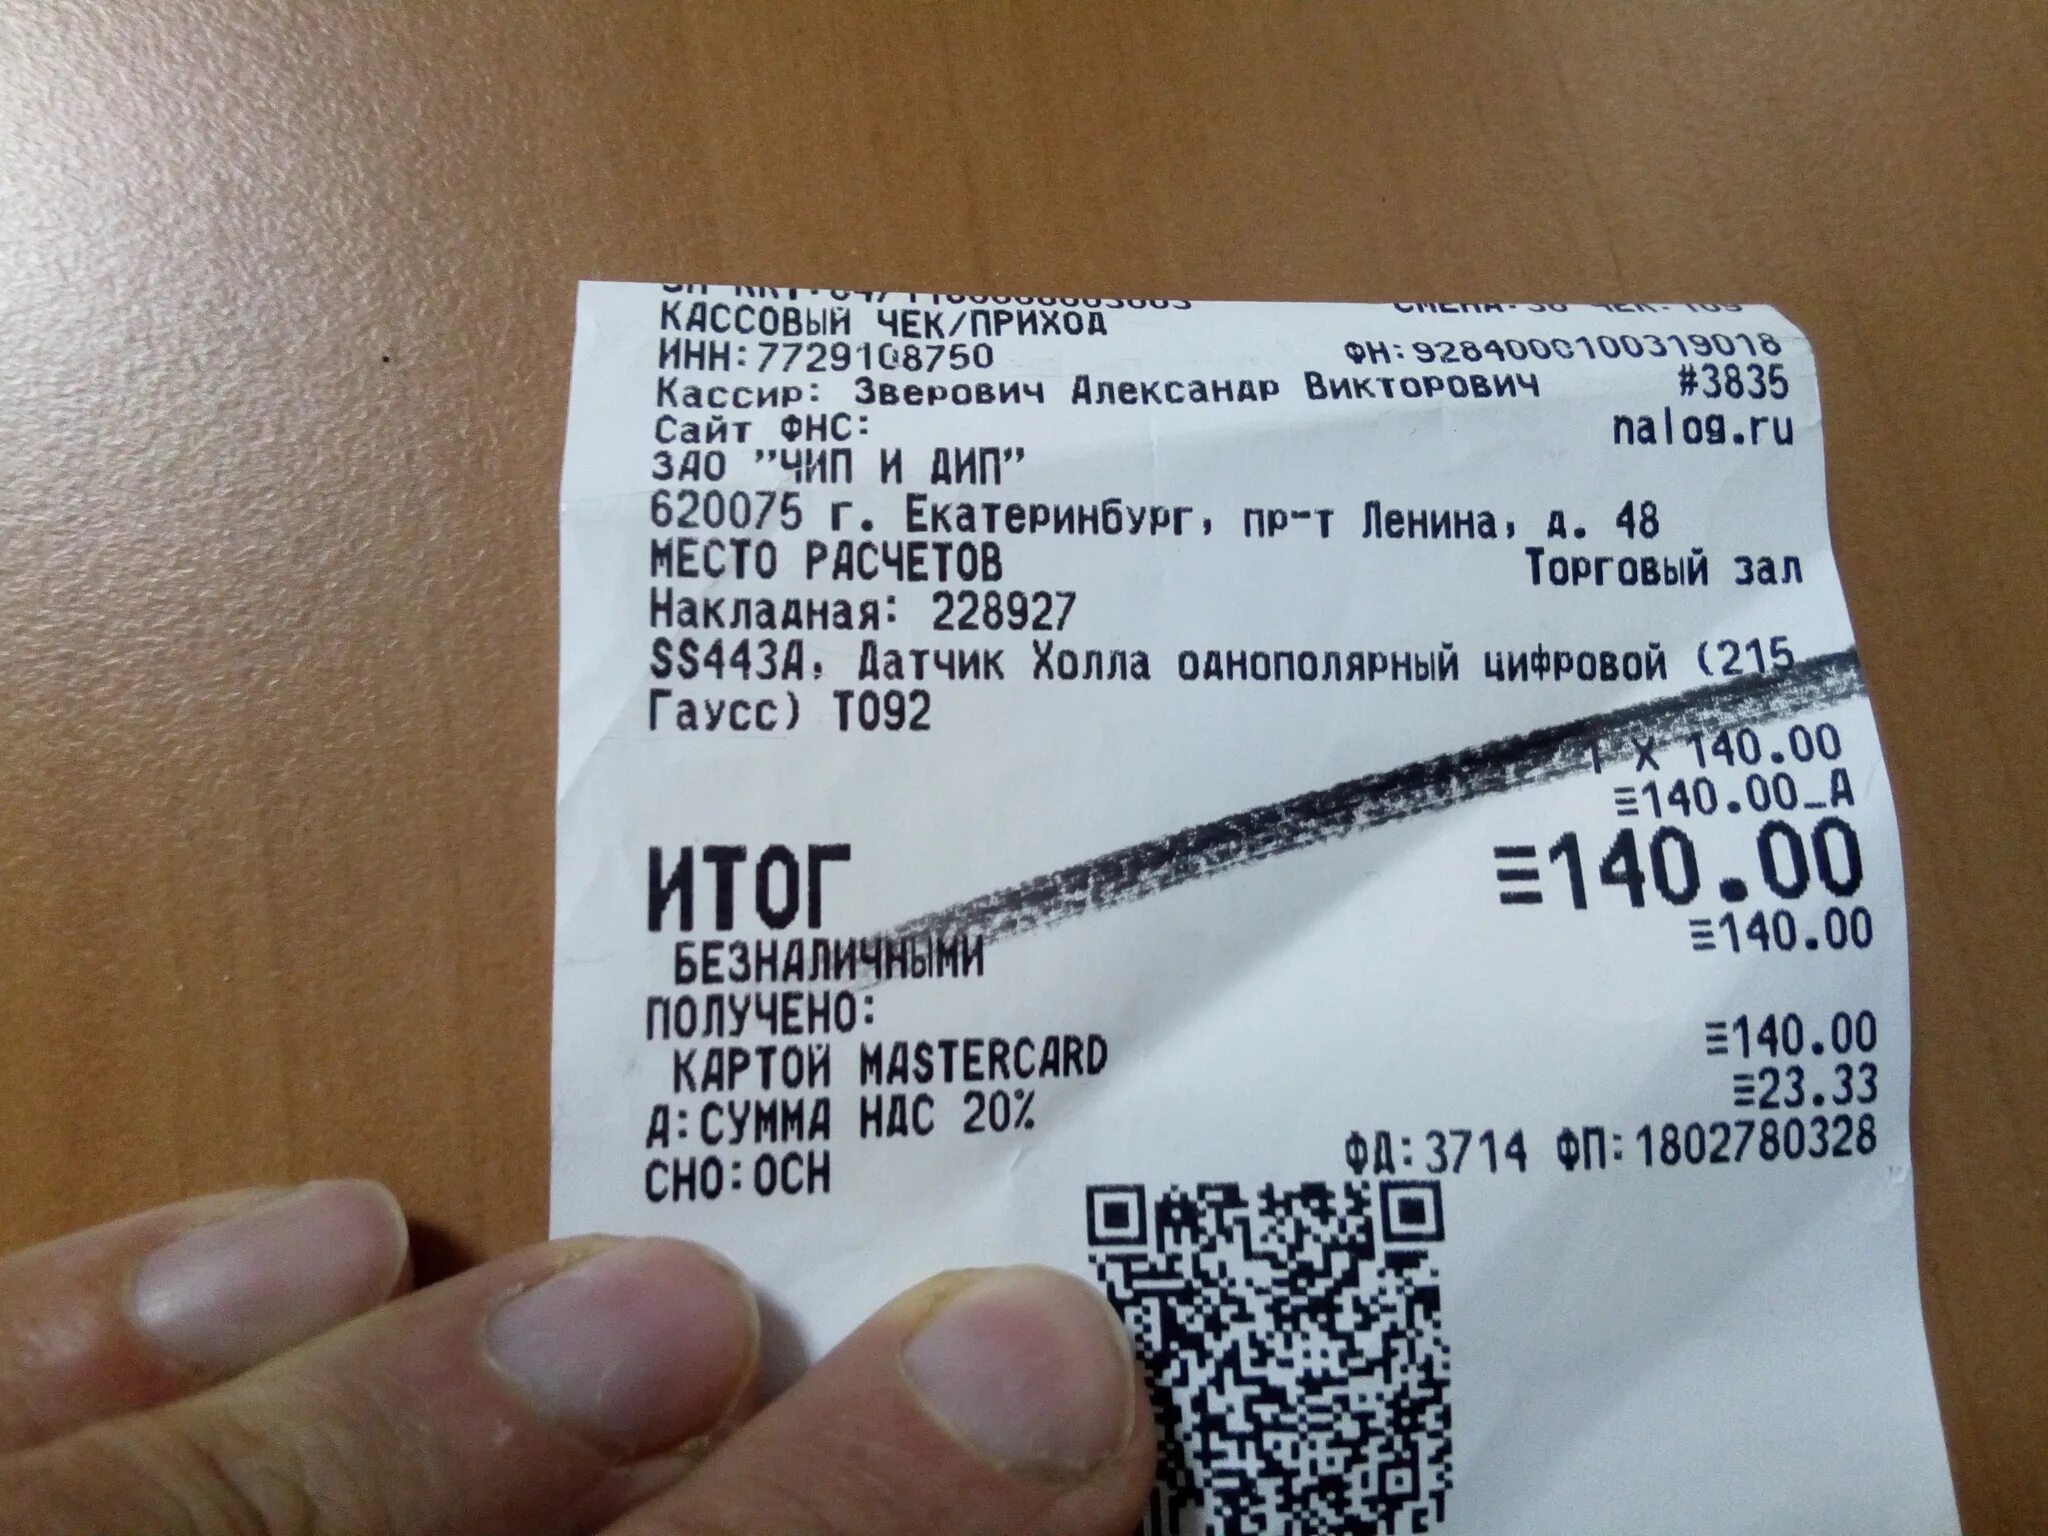 КАССОВЫЙ ЧЕК/ПРИХОД
ИНН:7729108750 ФН:9284000100319018
Кассир: Зверович Александр Викторович #3835
Сайт ФНС: nalog.ru
ЗАО "ЧИП И ДИП"
620075 г. Екатеринбург, пр-т Ленина, д. 48
МЕСТО РАСЧЕТОВ Торговый зал
Накладная: 228927
SS443A, Датчик Холла однополярный цифровой (215
Гаусс) TO92
1 X 140.00
≡140.00_А
ИТОГ ≡140.00
БЕЗНАЛИЧНЫМИ ≡140.00
ПОЛУЧЕНО:
КАРТОЙ MASTERCARD ≡140.00
А:СУММА НДС 20% ≡23.33
СНО:ОСН ФД:3714 ФП:1802780328